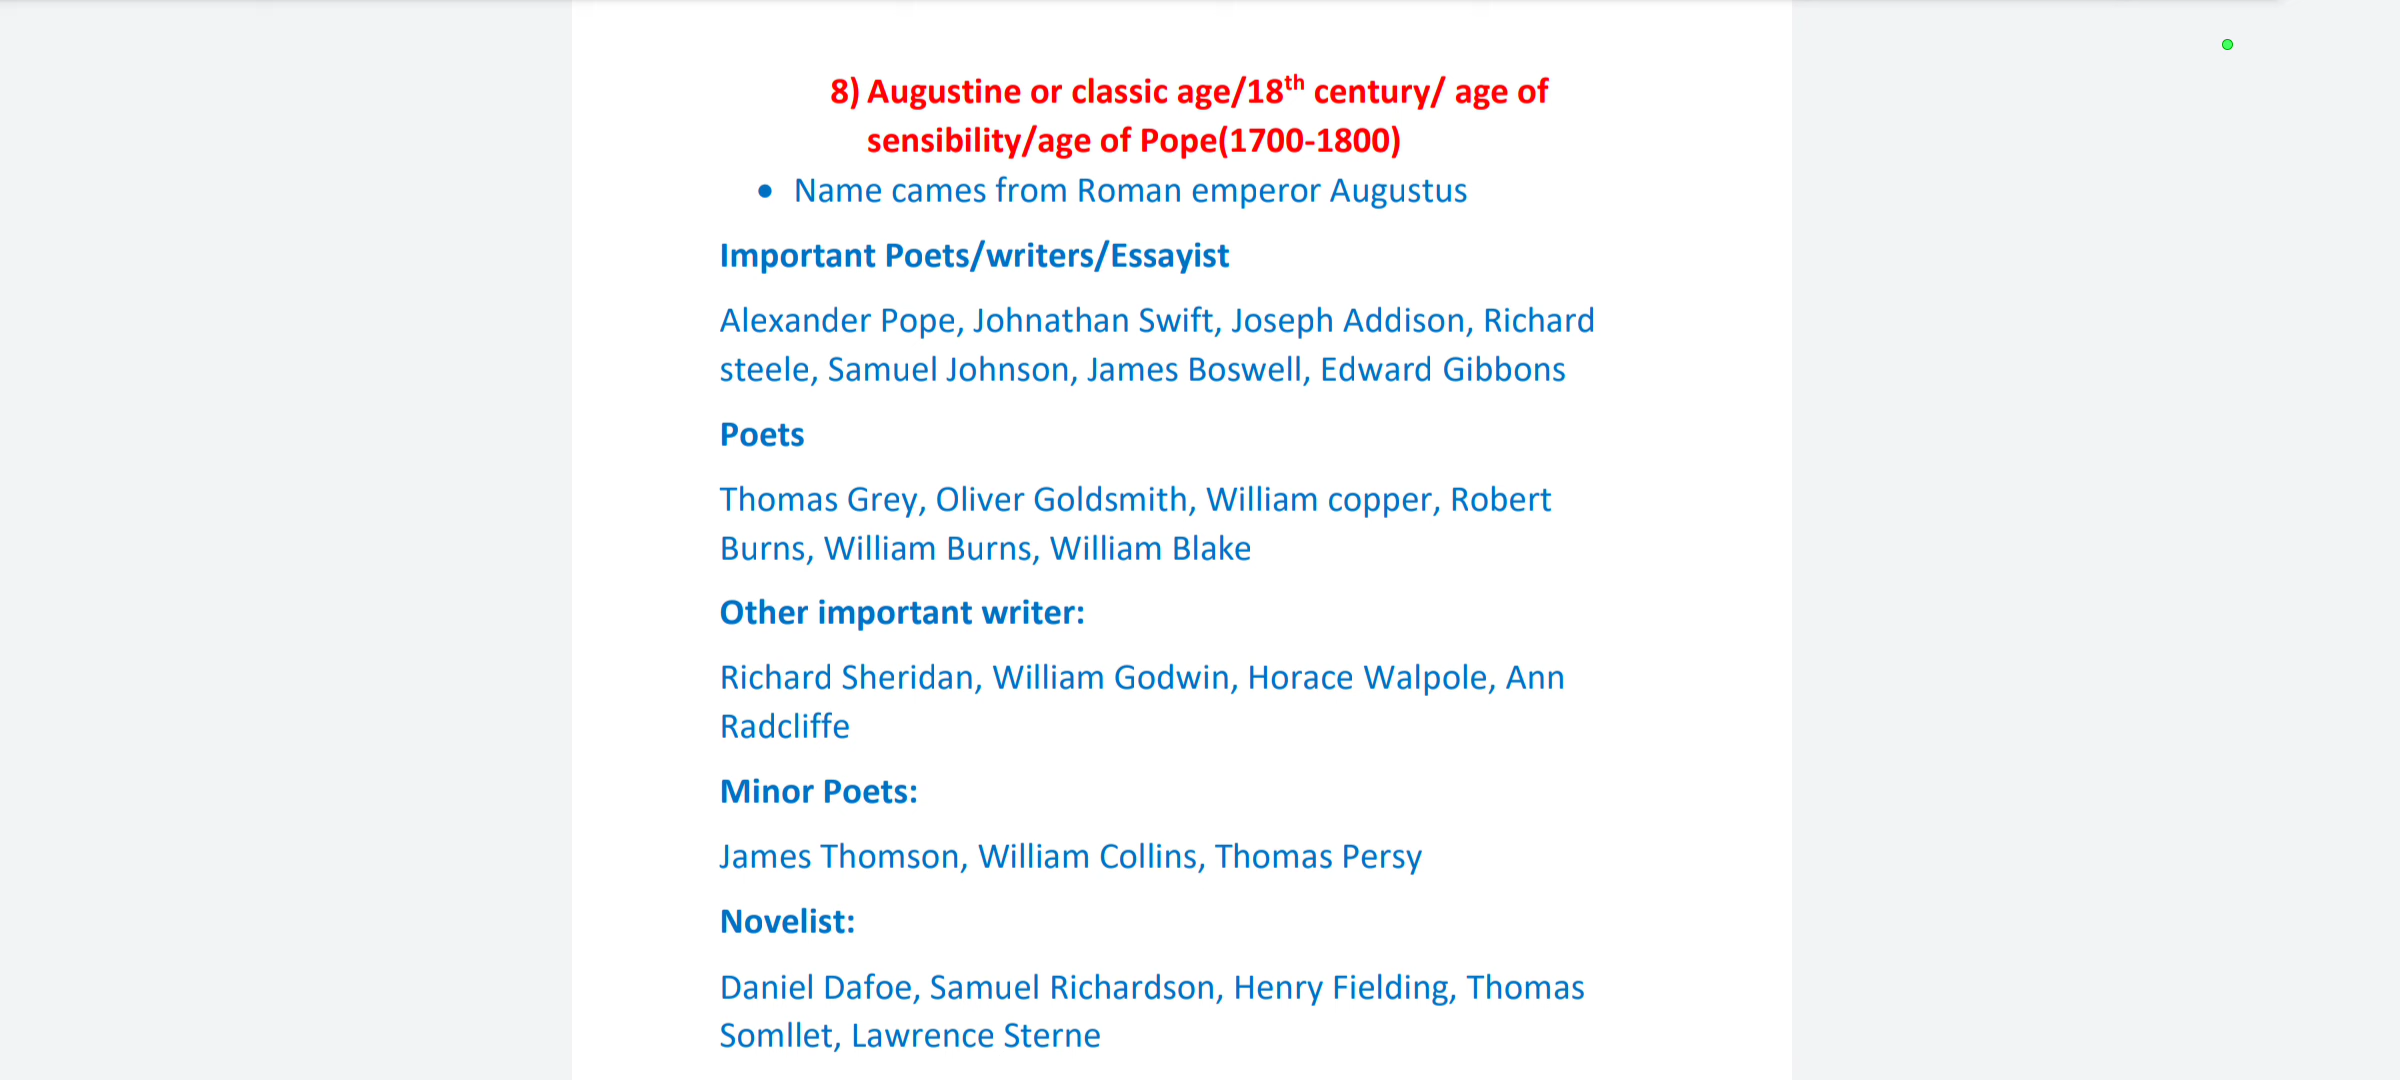 8) Augustine or classic age/18th century/ age of
sensibility/age of Pope(1700-1800)
• Name cames from Roman emperor Augustus
Important Poets/writers/Essayist
Alexander Pope, Johnathan Swift, Joseph Addison, Richard
steele, Samuel Johnson, James Boswell, Edward Gibbons
Poets
Thomas Grey, Oliver Goldsmith, William copper, Robert
Burns, William Burns, William Blake
Other important writer:
Richard Sheridan, William Godwin, Horace Walpole, Ann
Radcliffe
Minor Poets:
James Thomson, William Collins, Thomas Persy
Novelist:
Daniel Dafoe, Samuel Richardson, Henry Fielding, Thomas
Somllet, Lawrence Sterne